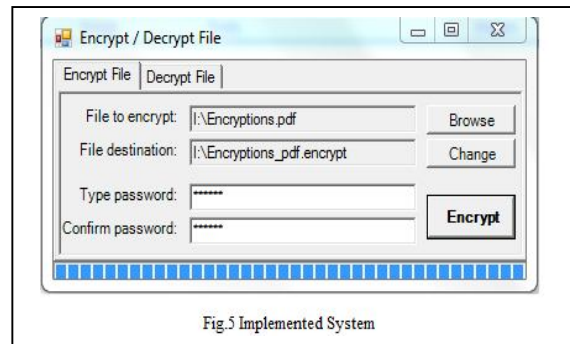 Encrypt / Decrypt File
Encrypt File Decrypt File
File to encrypt: I:\Encryptions.pdf Browse
File destination: I:\Encryptions_pdf.encrypt Change
Type password: ******
Confirm password: ******
Encrypt
Fig.5 Implemented System